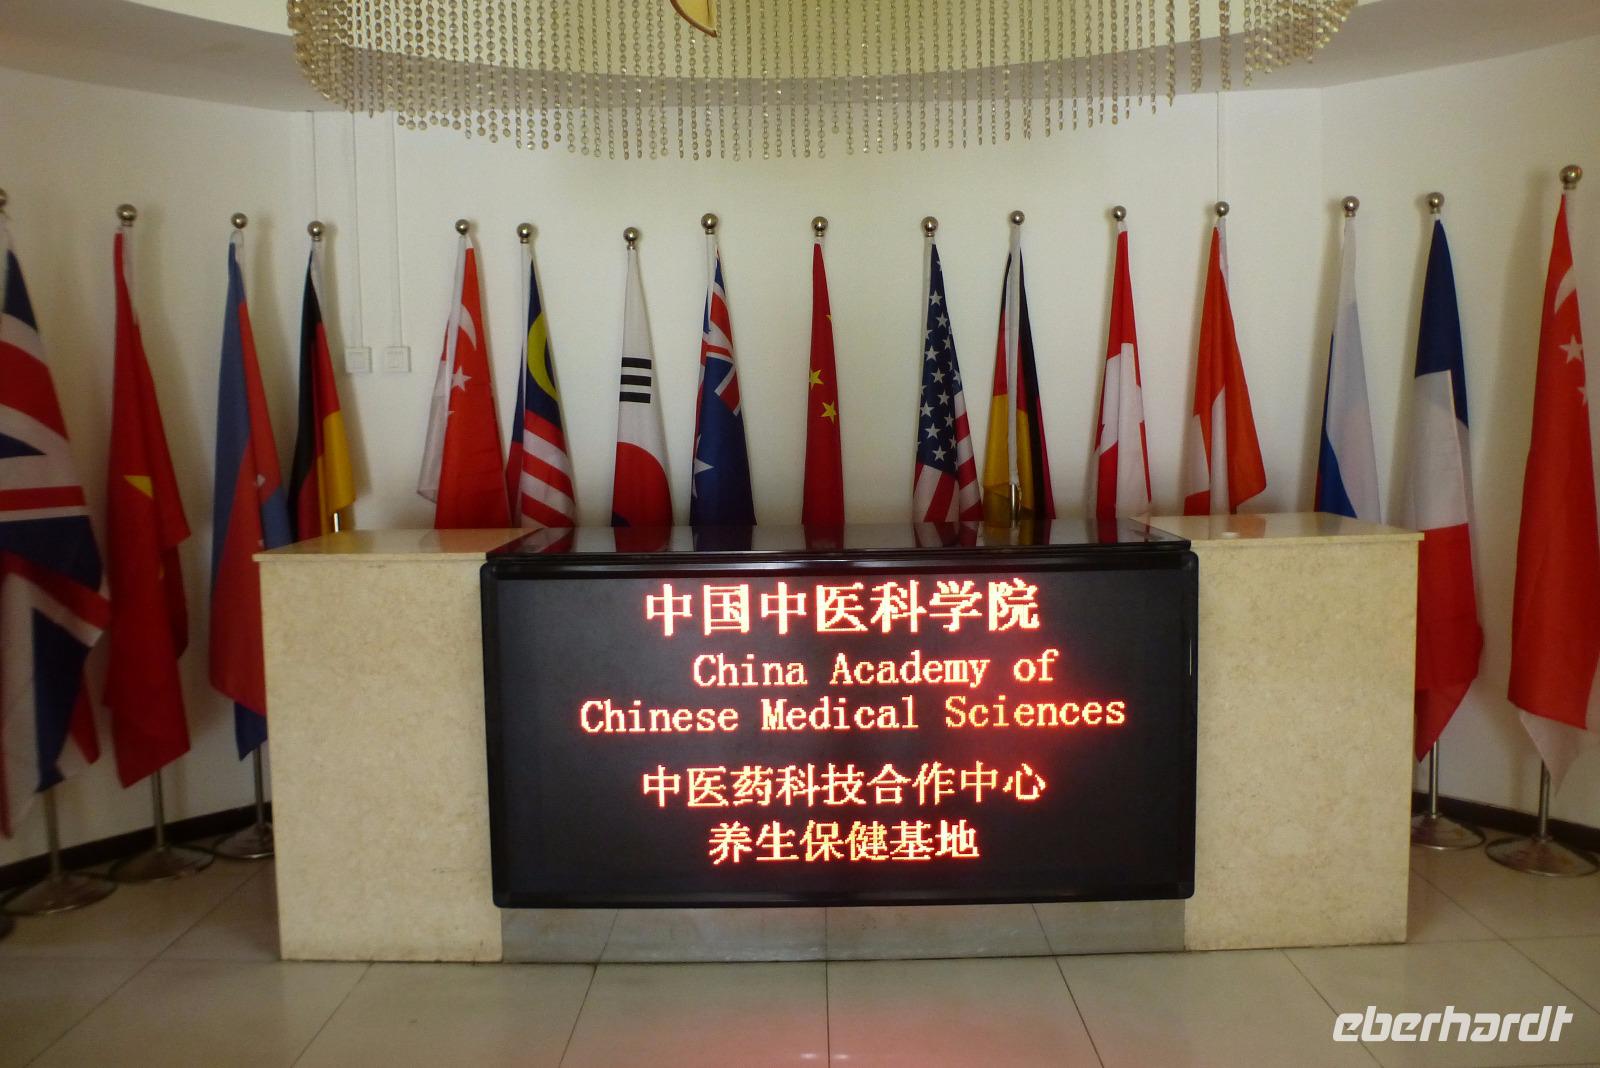 中国中医科学院
China Academy of
Chinese Medical Sciences
中医药科技合作中心
养生保健基地
eberhardt